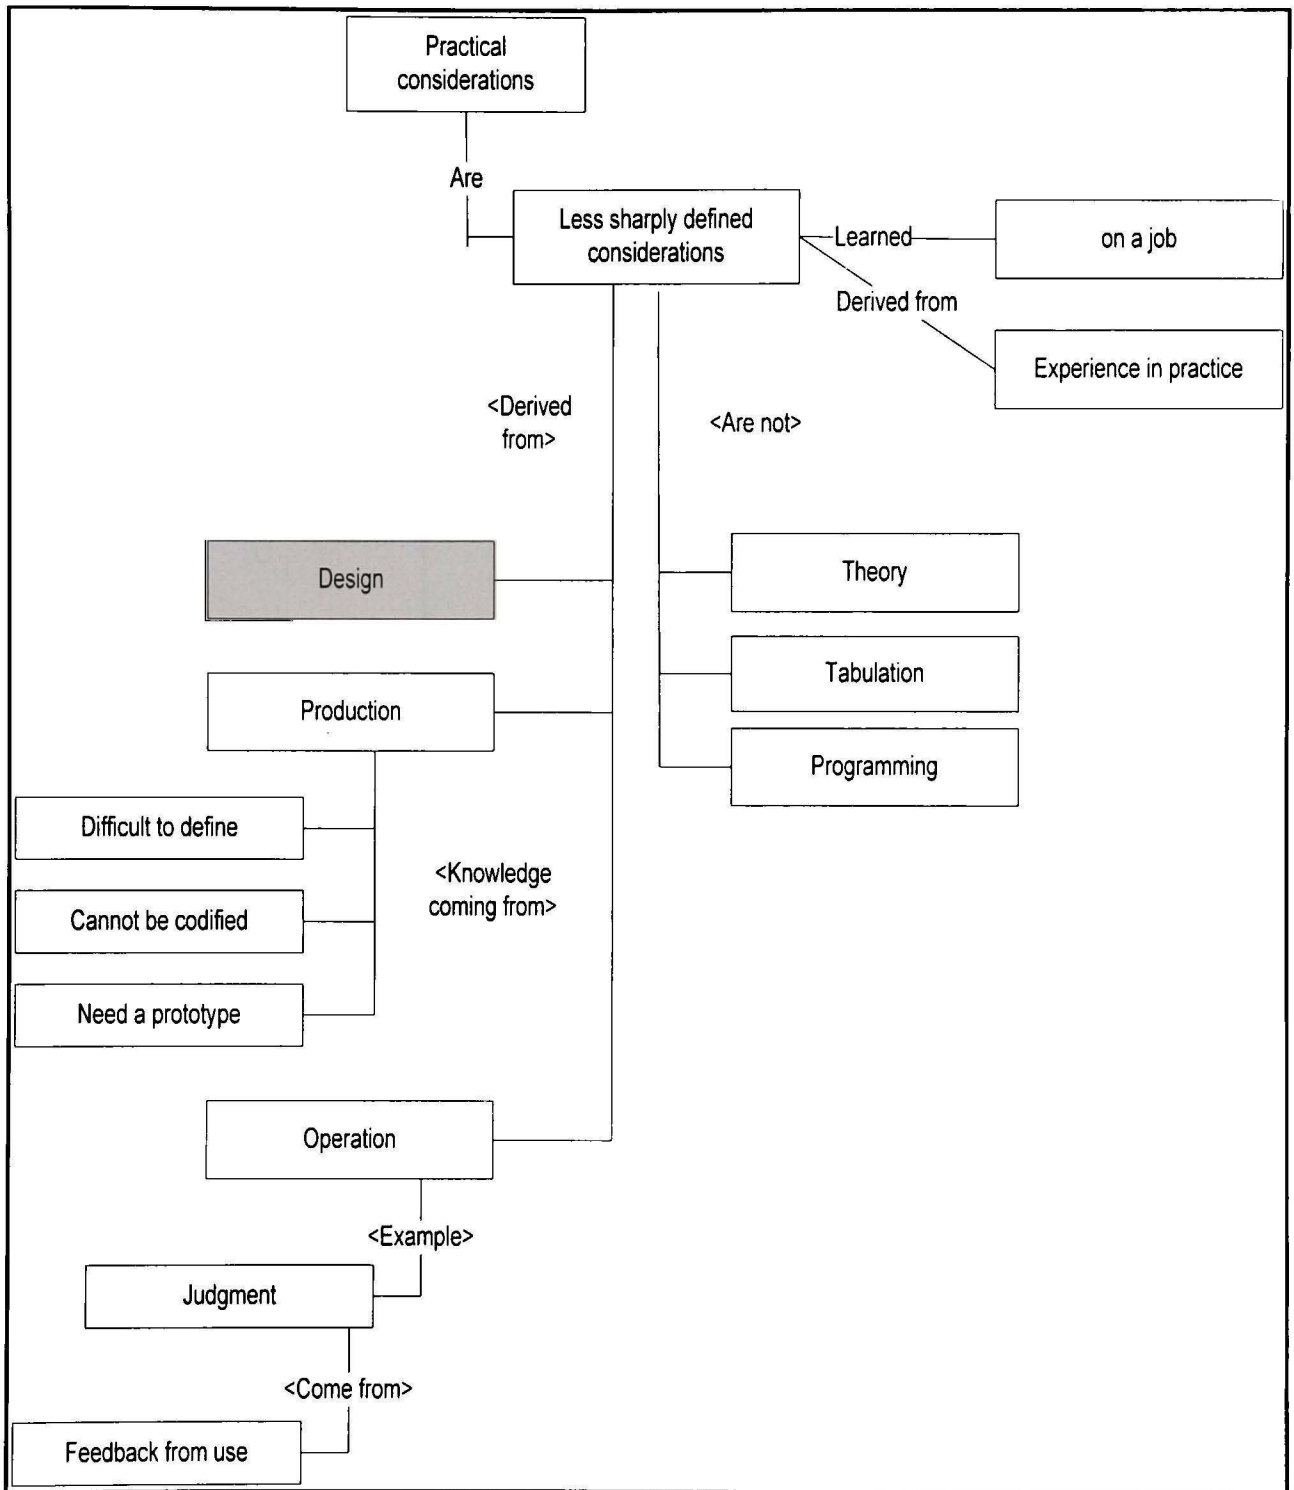 Practical
considerations
Are
Less sharply defined
considerations
Learned
on a job
Derived from
Experience in practice
<Derived
from>
<Are not>
Design
Theory
Tabulation
Production
Programming
Difficult to define
<Knowledge
coming from>
Cannot be codified
Need a prototype
Operation
<Example>
Judgment
<Come from>
Feedback from use